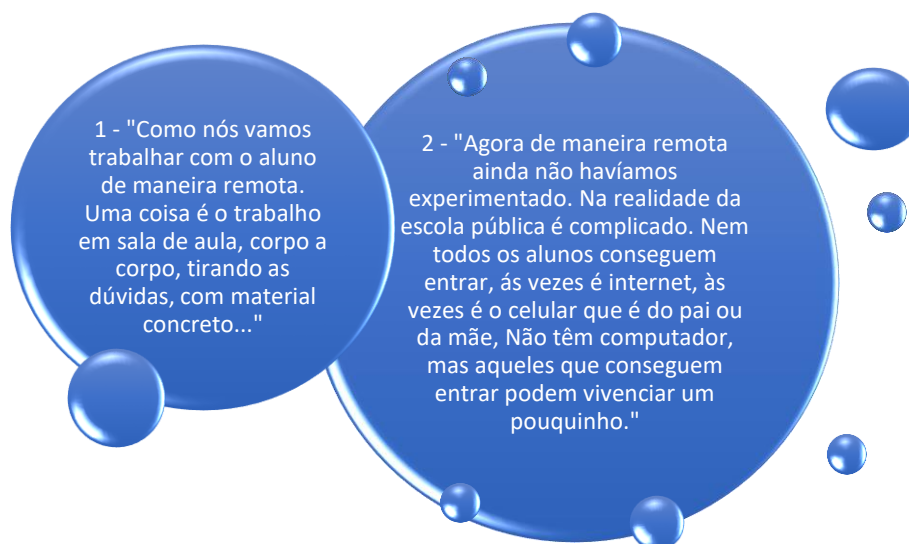 1 - "Como nós vamos
trabalhar com o aluno
de maneira remota.
Uma coisa é o trabalho
em sala de aula, corpo a
corpo, tirando as
dúvidas, com material
concreto..."
2 - "Agora de maneira remota
ainda não havíamos
experimentado. Na realidade da
escola pública é complicado. Nem
todos os alunos conseguem
entrar, ás vezes é internet, às
vezes é o celular que é do pai ou
da mãe, Não têm computador,
mas aqueles que conseguem
entrar podem vivenciar um
pouquinho."